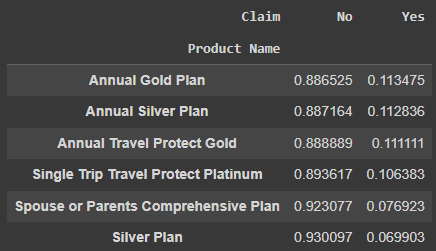 Claim No Yes
Product Name
Annual Gold Plan 0.886525 0.113475
Annual Silver Plan 0.887164 0.112836
Annual Travel Protect Gold 0.888889 0.111111
Single Trip Travel Protect Platinum 0.893617 0.106383
Spouse or Parents Comprehensive Plan 0.923077 0.076923
Silver Plan 0.930097 0.069903